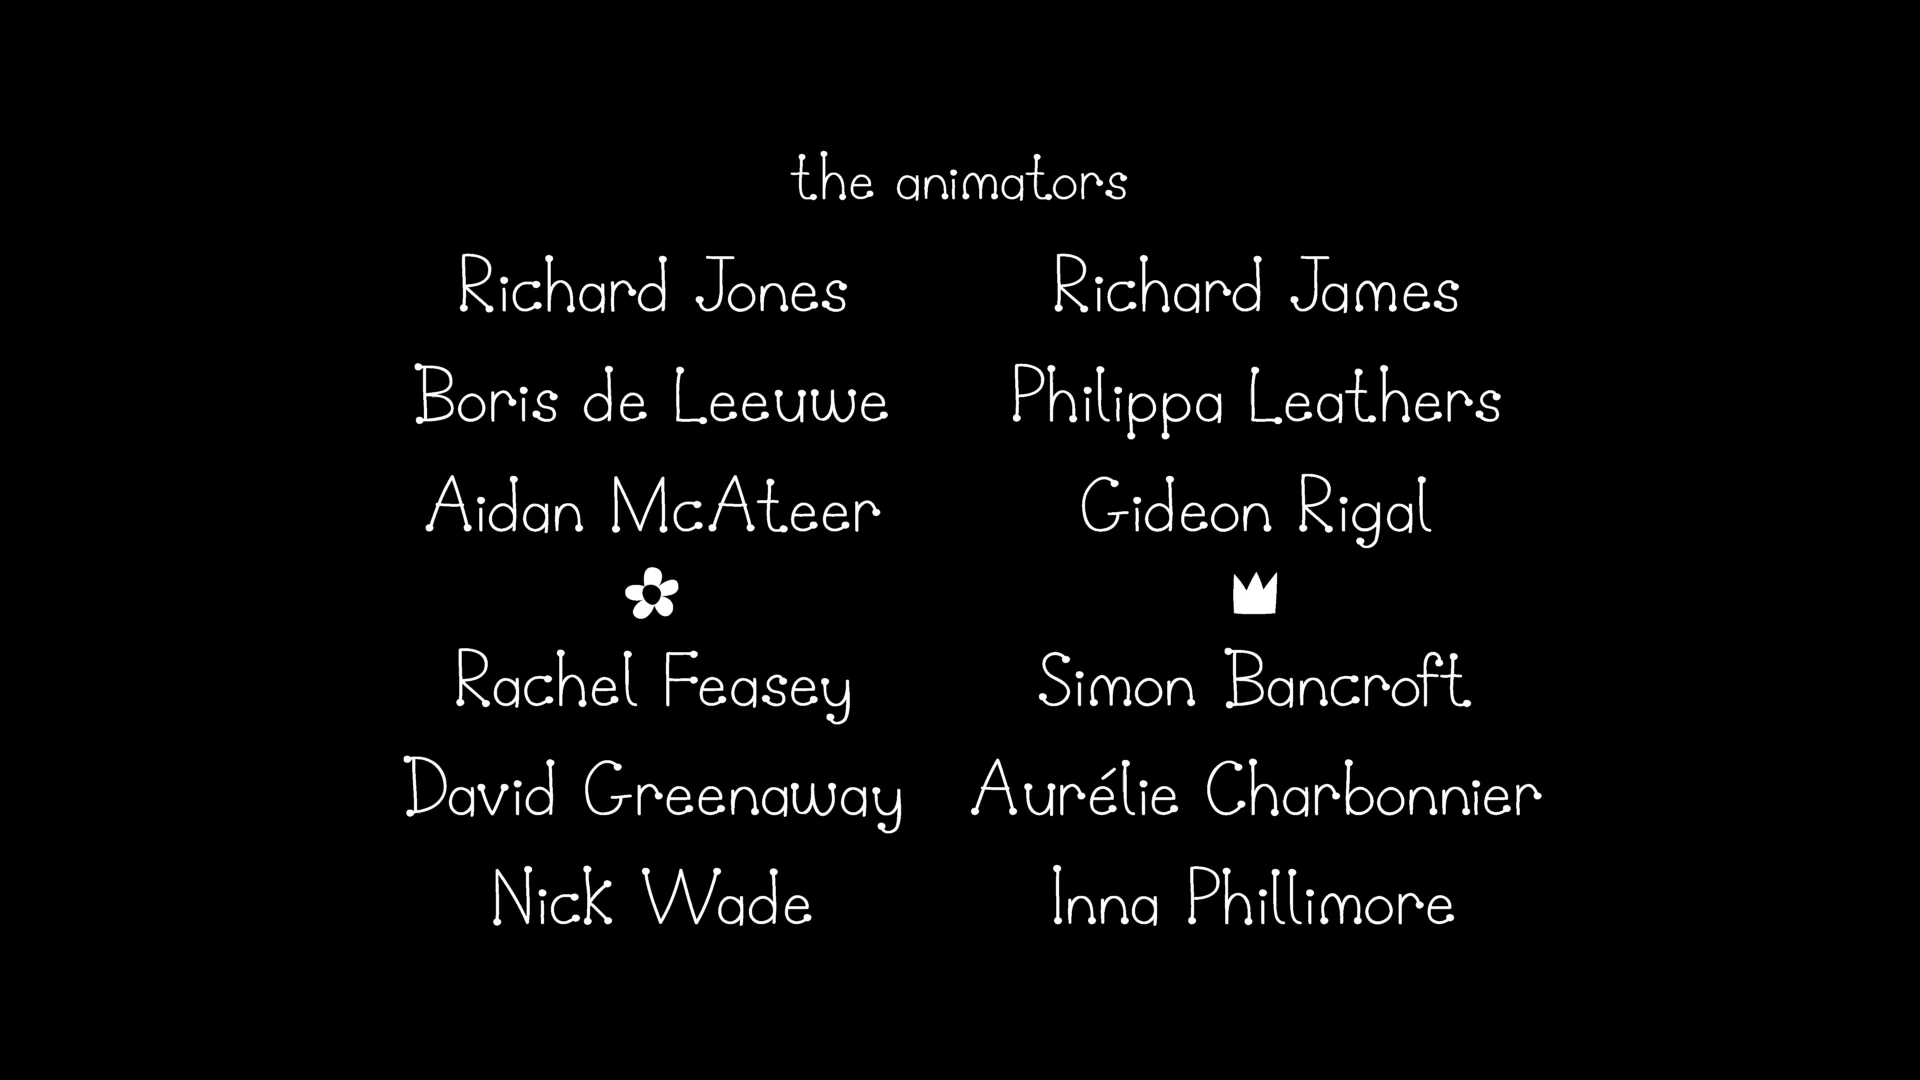 the animators
Richard Jones
Richard James
Boris de Leeuwe
Philippa Leathers
Aidan McAteer
Gideon Rigal
Rachel Feasey
Simon Bancroft
David Greenaway
Aurélie Charbonnier
Nick Wade
Inna Phillimore